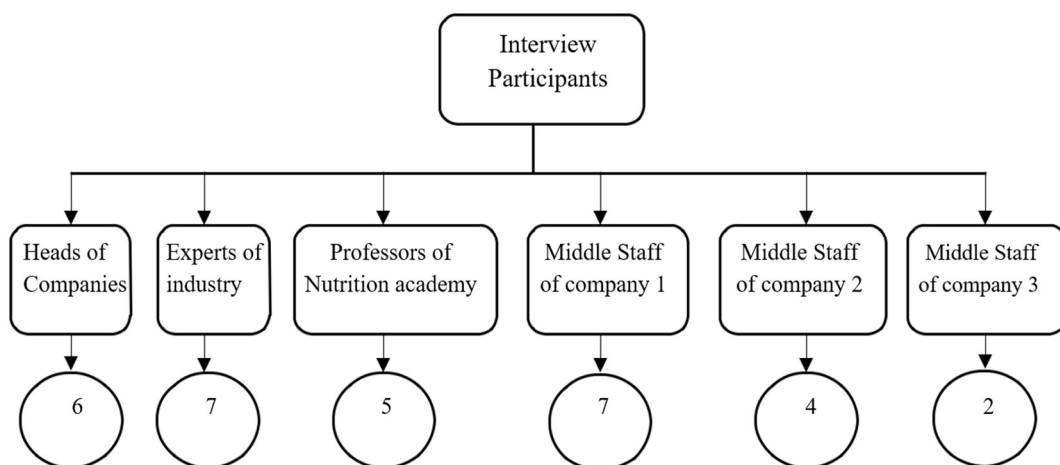 Interview
Participants
Heads of
Companies
Experts of
industry
Professors of
Nutrition academy
Middle Staff
of company 1
Middle Staff
of company 2
Middle Staff
of company 3
6
7
5
7
4
2